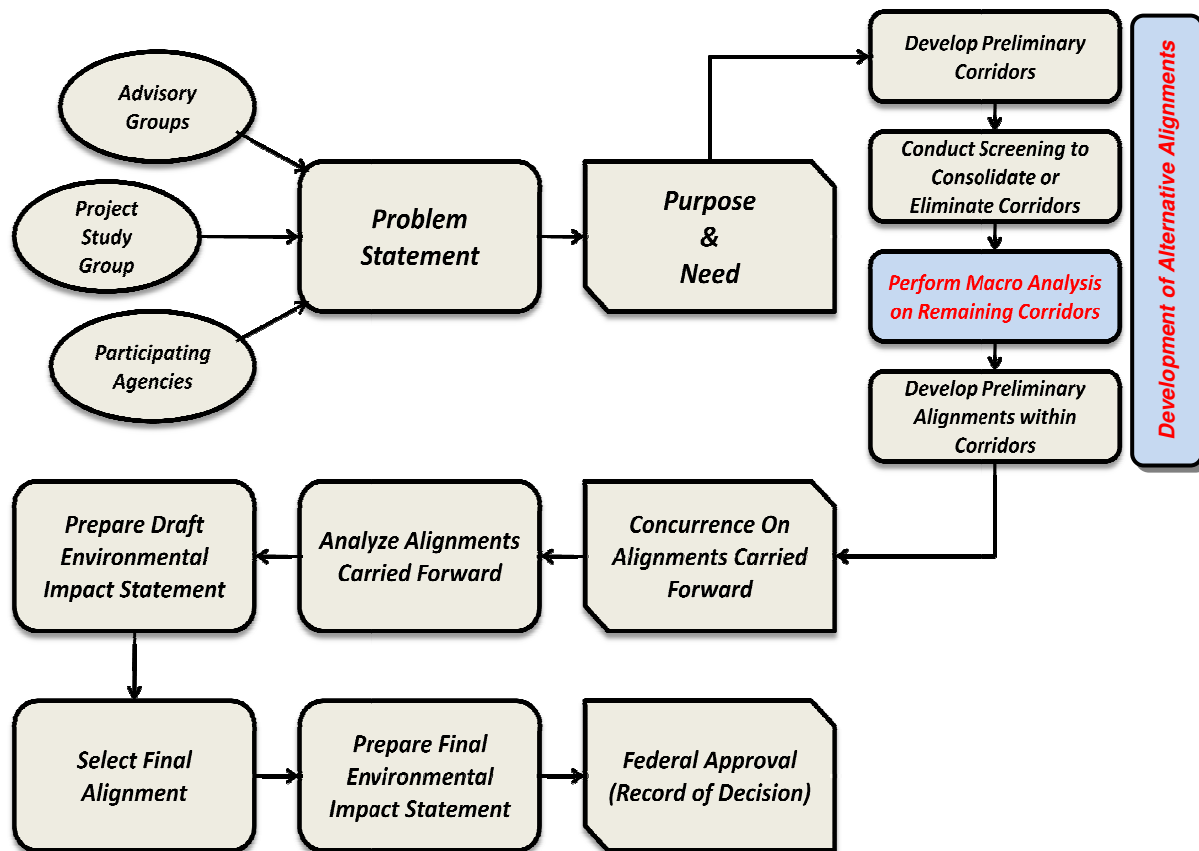 Advisory
Groups
Project
Study
Group
Participating
Agencies
Problem
Statement
Purpose
&
Need
Develop Preliminary
Corridors
Conduct Screening to
Consolidate or
Eliminate Corridors
Perform Macro Analysis
on Remaining Corridors
Develop Preliminary
Alignments within
Corridors
Development of Alternative Alignments
Concurrence On
Alignments Carried
Forward
Analyze Alignments
Carried Forward
Prepare Draft
Environmental
Impact Statement
Select Final
Alignment
Prepare Final
Environmental
Impact Statement
Federal Approval
(Record of Decision)